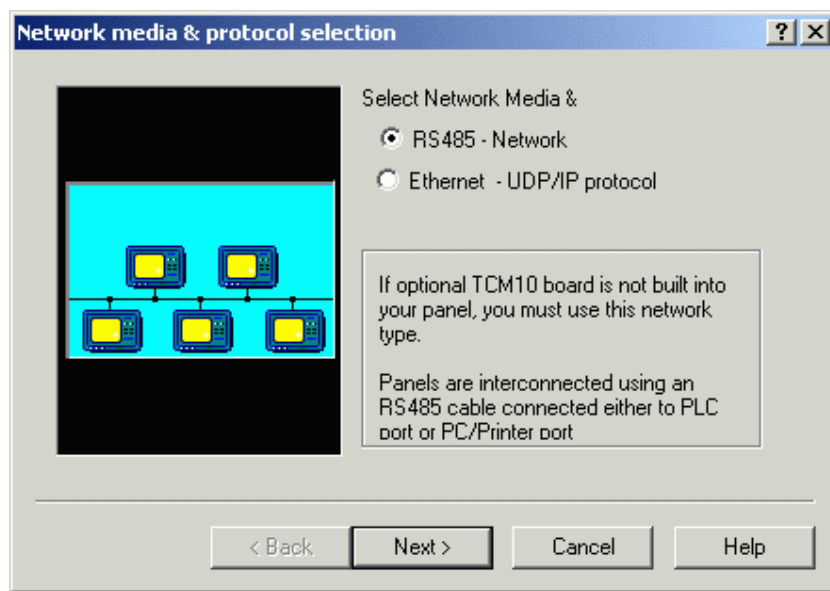 Network media & protocol selection
Select Network Media &
RS485 - Network
Ethernet - UDP/IP protocol
If optional TCM10 board is not built into
your panel, you must use this network
type.
Panels are interconnected using an
RS485 cable connected either to PLC
port or PC/Printer port
< Back
Next >
Cancel
Help